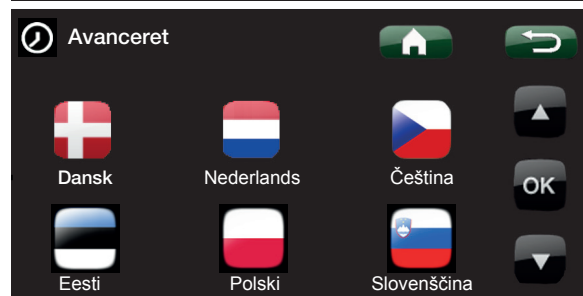 Avanceret
Dansk Nederlands Čeština
OK
Eesti Polski Slovenščina